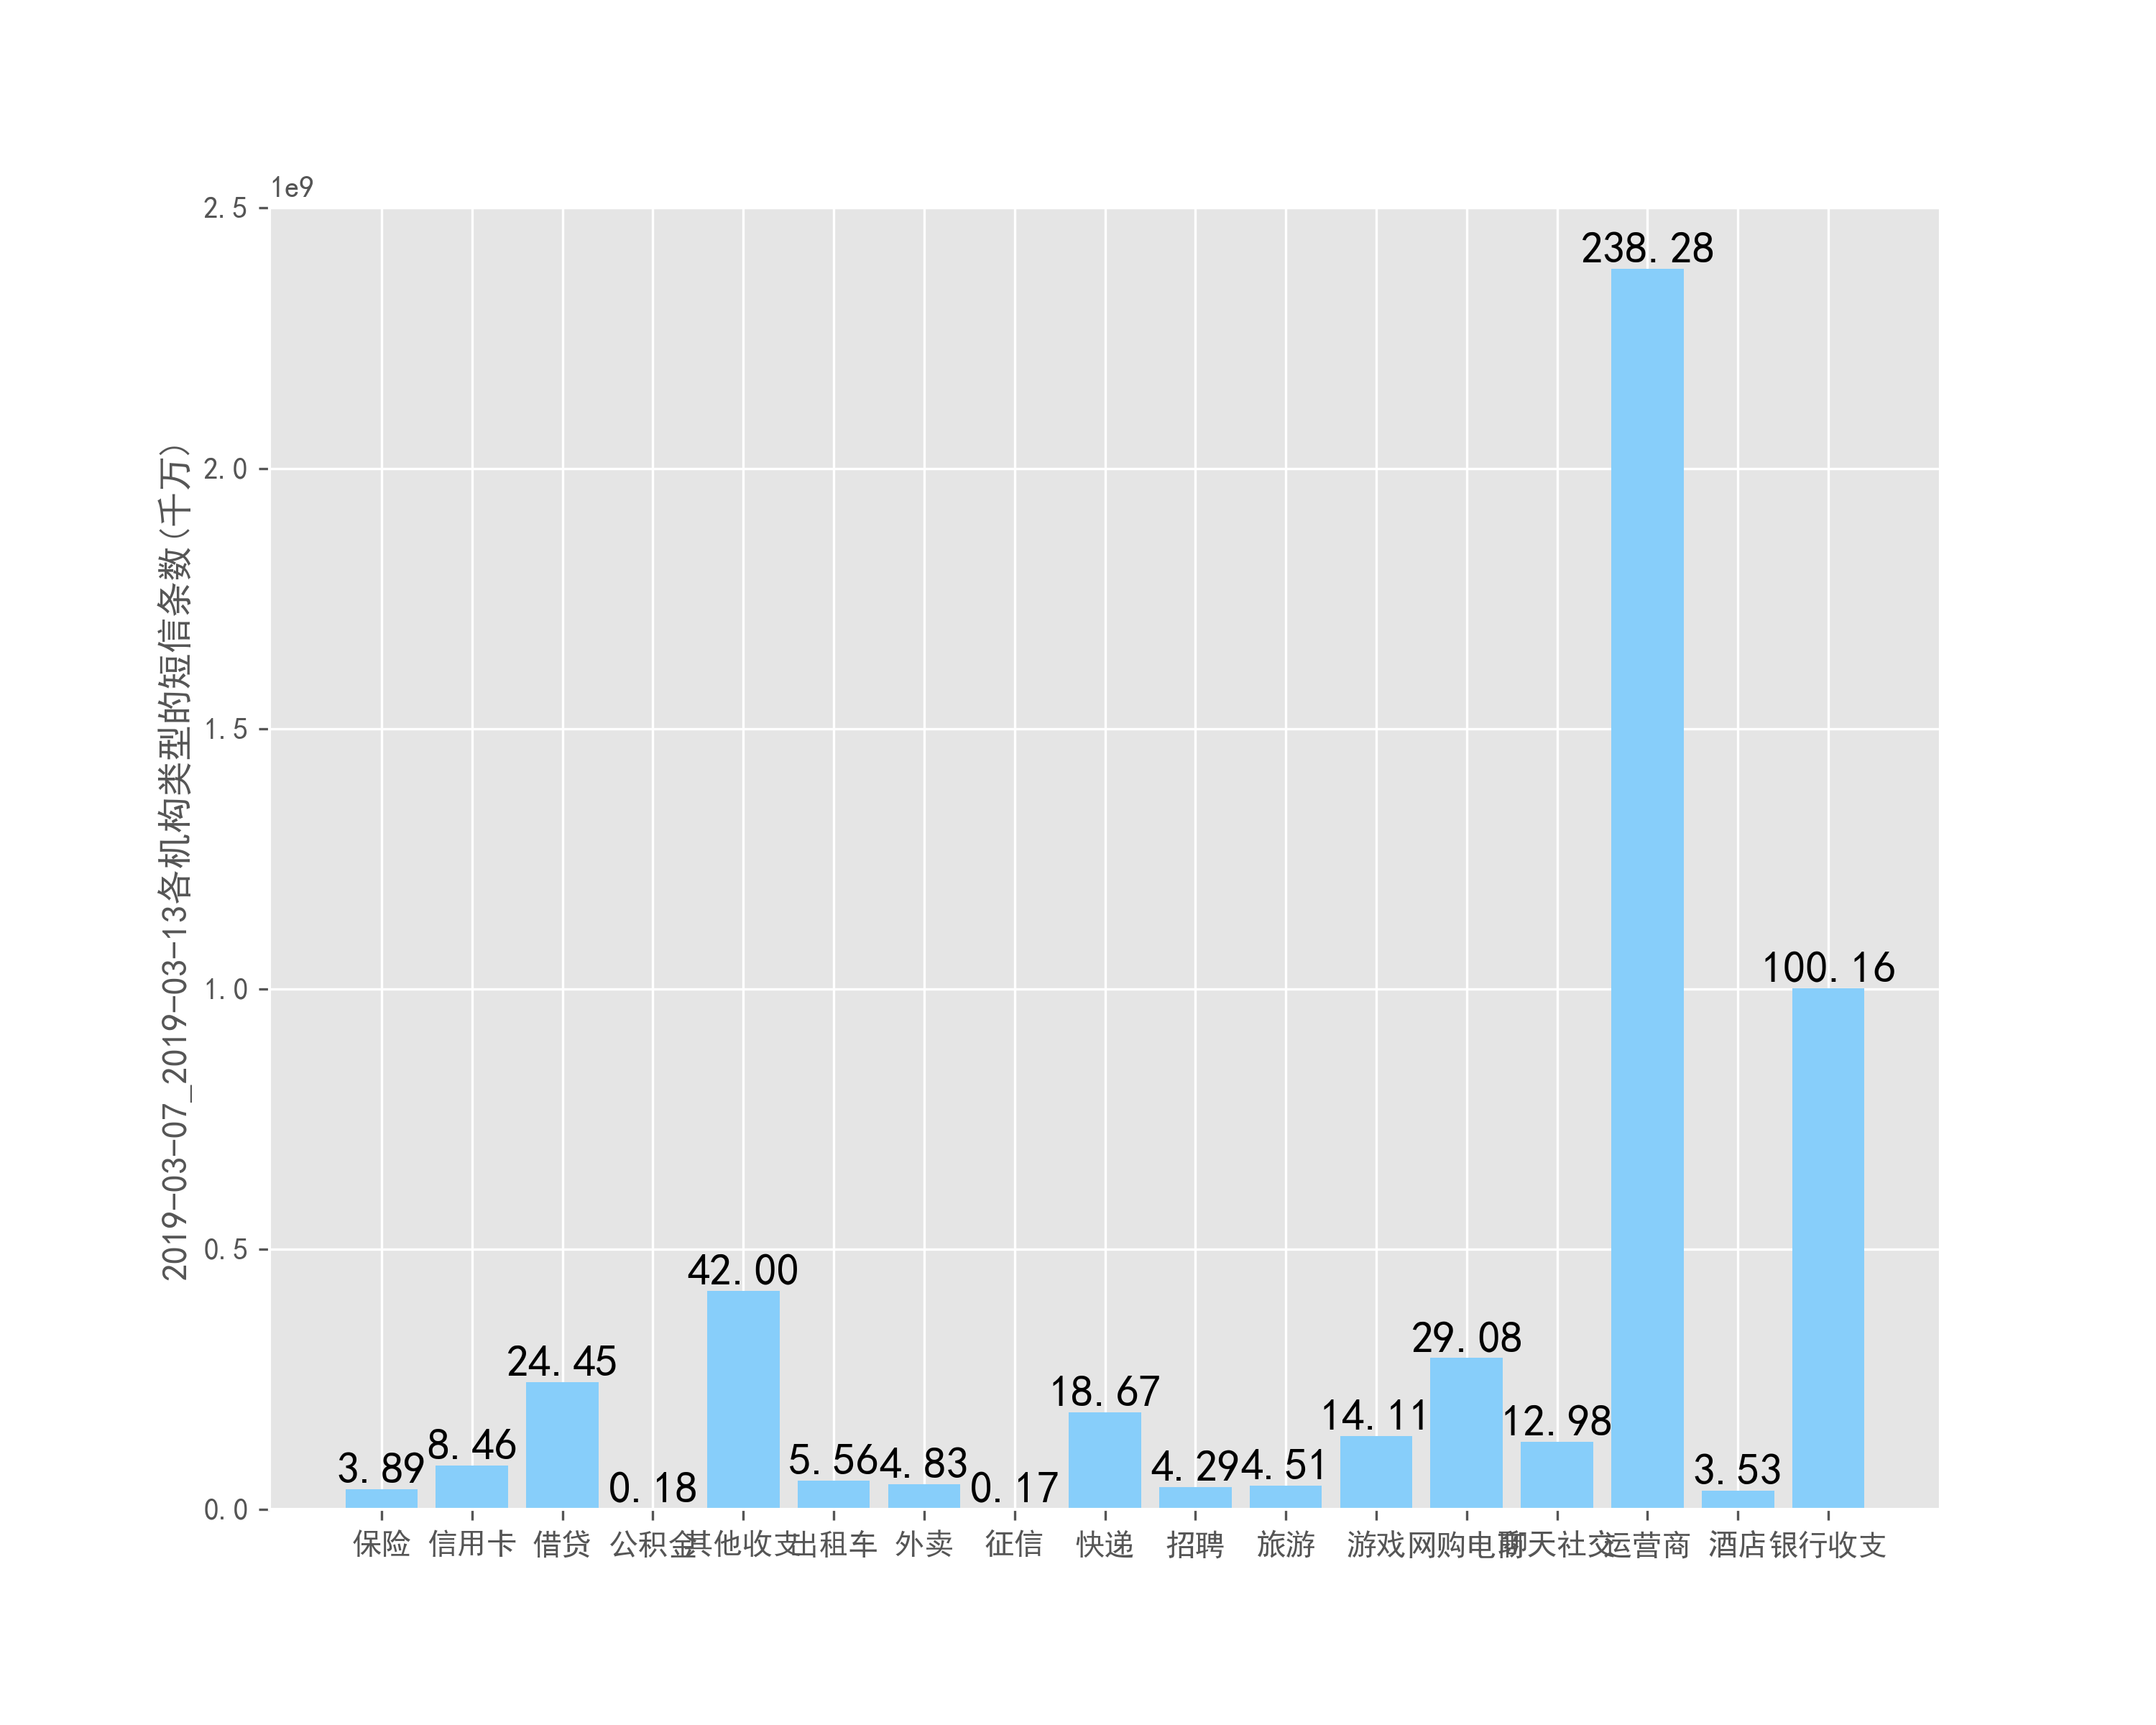 1e9
2.5
2.0
1.5
1.0
0.5
0.0
2019-03-07_2019-03-13各机构类型的短信条数(千万)
3.89
8.46
24.45
0.18
42.00
5.56
4.83
0.17
18.67
4.29
4.51
14.11
29.08
12.98
238.28
3.53
100.16
保险
信用卡
借贷
公积金
其他收支
出租车
外卖
征信
快递
招聘
旅游
游戏
网购电商
聊天社交
运营商
酒店
银行收支